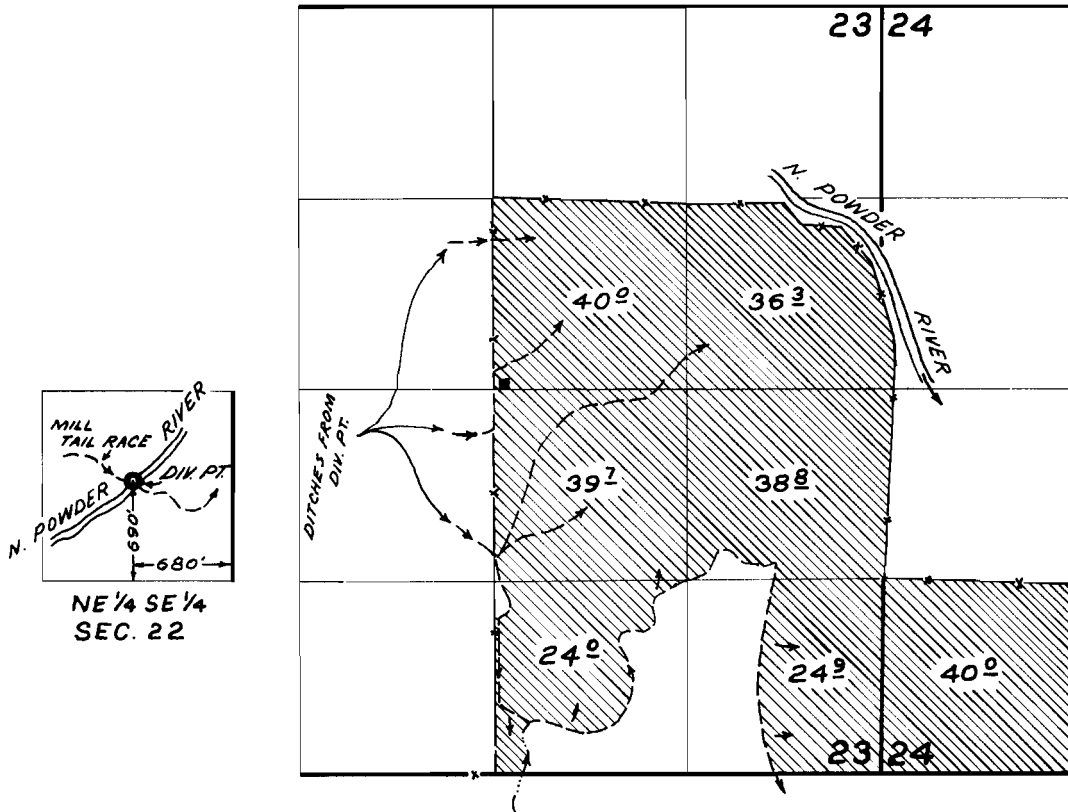 23 24
N. POWDER
RIVER
40 0
36 3
DITCHES FROM
DIV. PT.
39 7
38 8
24 0
24 9
40 0
23 24
MILL
TAIL RACE
RIVER
DIV. PT.
N. POWDER
690'
680'
NE 1/4 SE 1/4
SEC. 22